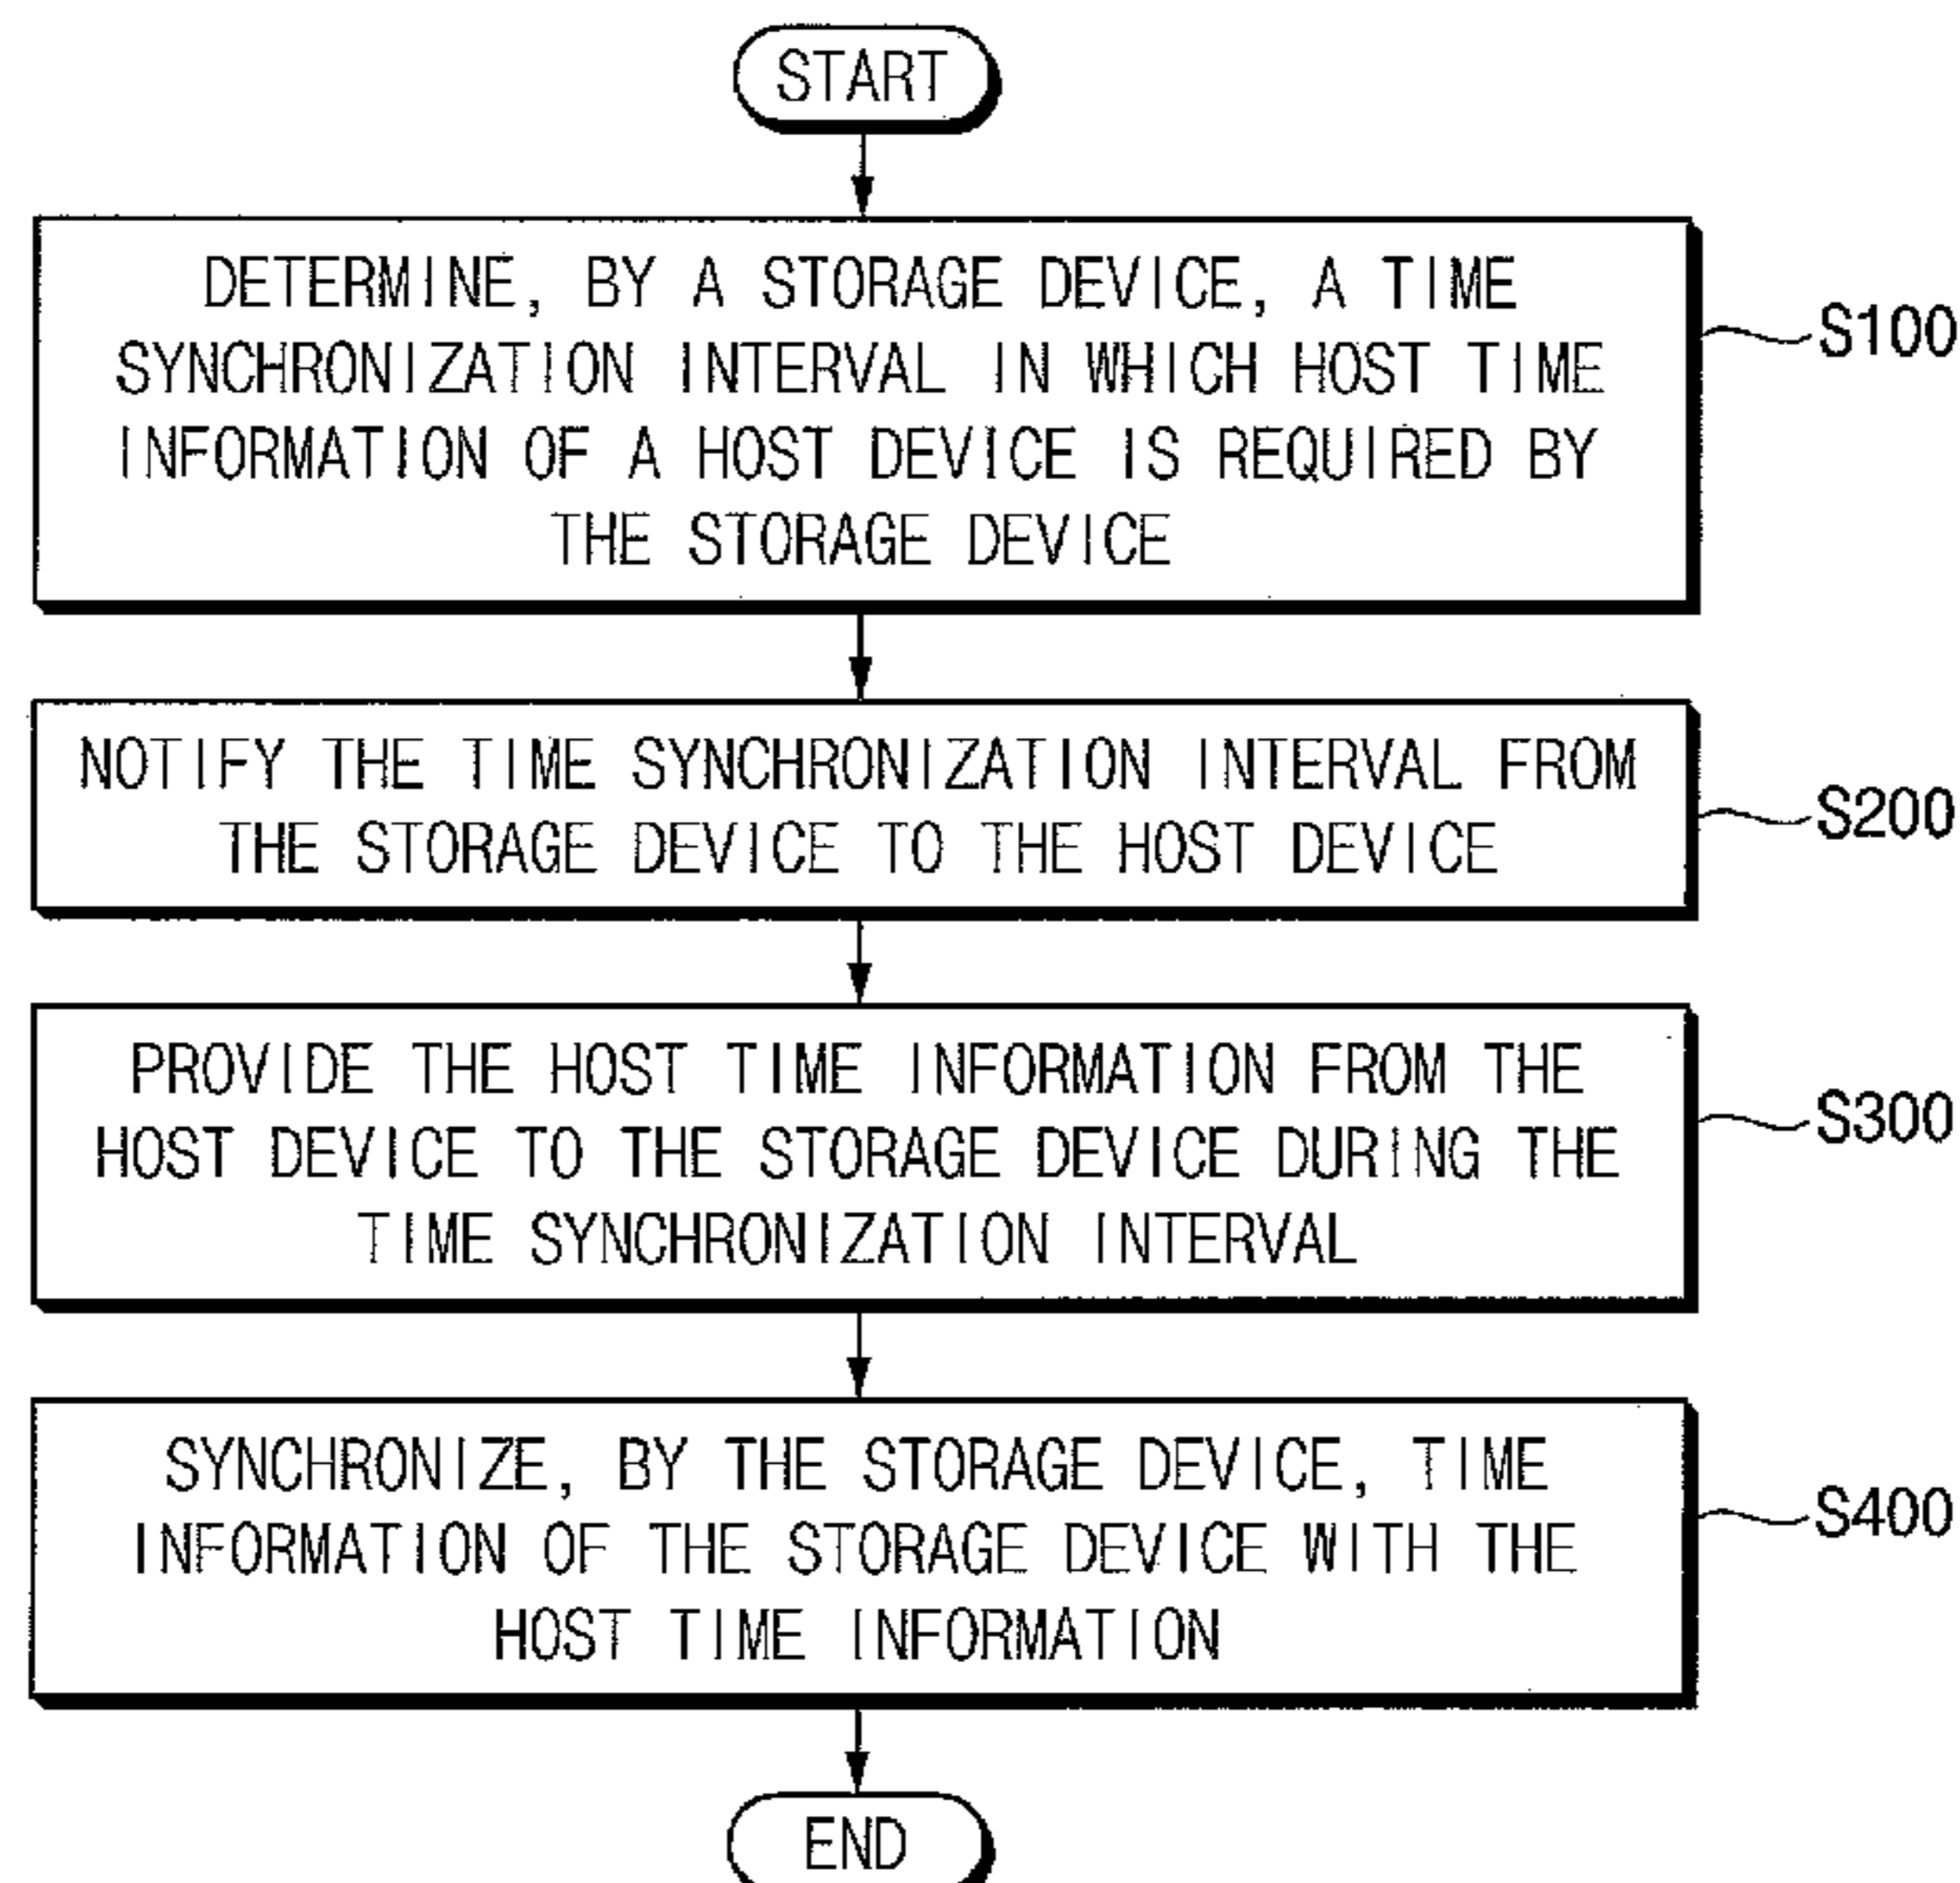 START
DETERMINE, BY A STORAGE DEVICE, A TIME
SYNCHRONIZATION INTERVAL IN WHICH HOST TIME
INFORMATION OF A HOST DEVICE IS REQUIRED BY
THE STORAGE DEVICE
S100
NOTIFY THE TIME SYNCHRONIZATION INTERVAL FROM
THE STORAGE DEVICE TO THE HOST DEVICE
S200
PROVIDE THE HOST TIME INFORMATION FROM THE
HOST DEVICE TO THE STORAGE DEVICE DURING THE
TIME SYNCHRONIZATION INTERVAL
S300
SYNCHRONIZE, BY THE STORAGE DEVICE, TIME
INFORMATION OF THE STORAGE DEVICE WITH THE
HOST TIME INFORMATION
S400
END